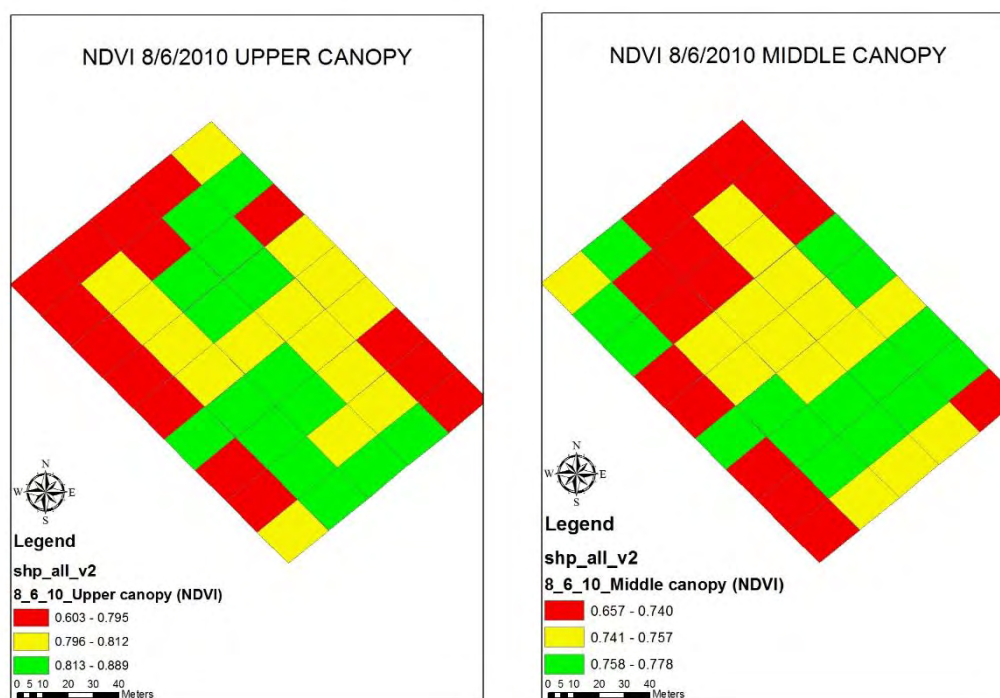 NDVI 8/6/2010 UPPER CANOPY
N
W E
S
Legend
shp_all_v2
8_6_10_Upper canopy (NDVI)
0.603 - 0.795
0.796 - 0.812
0.813 - 0.889
0 5 10 20 30 40
Meters
NDVI 8/6/2010 MIDDLE CANOPY
N
W E
S
Legend
shp_all_v2
8_6_10_Middle canopy (NDVI)
0.657 - 0.740
0.741 - 0.757
0.758 - 0.778
0 5 10 20 30 40
Meters